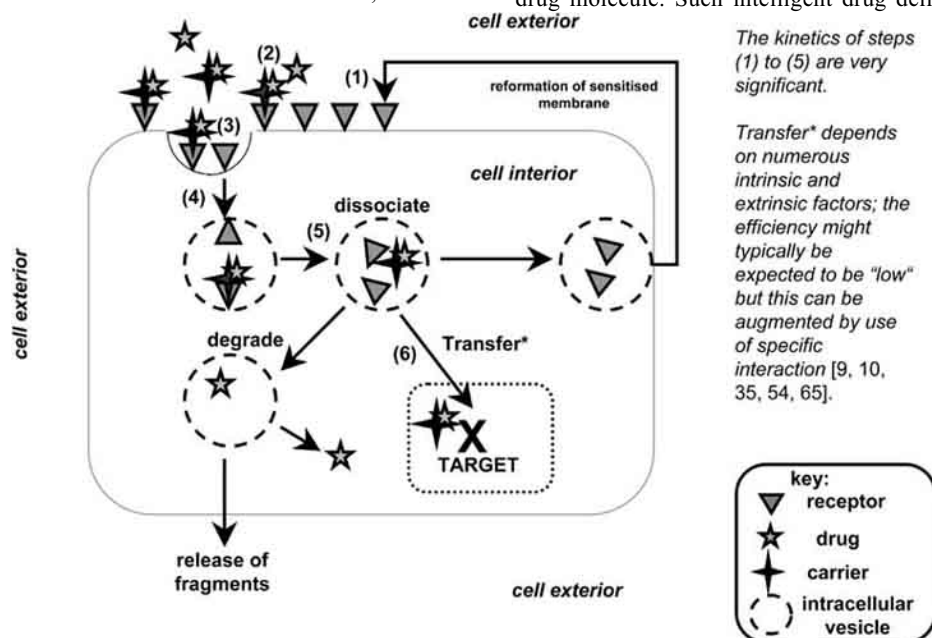 drug molecule. Such intelligent drug deli
cell exterior
(2)
(1)
reformation of sensitised
membrane
(3)
cell interior
(4)
dissociate
(5)
cell exterior
degrade
(6)
Transfer*
X
TARGET
release of
fragments
cell exterior
The kinetics of steps
(1) to (5) are very
significant.
Transfer* depends
on numerous
intrinsic and
extrinsic factors; the
efficiency might
typically be
expected to be "low"
but this can be
augmented by use
of specific
interaction [9, 10,
35, 54, 65].
key:
receptor
drug
carrier
intracellular
vesicle